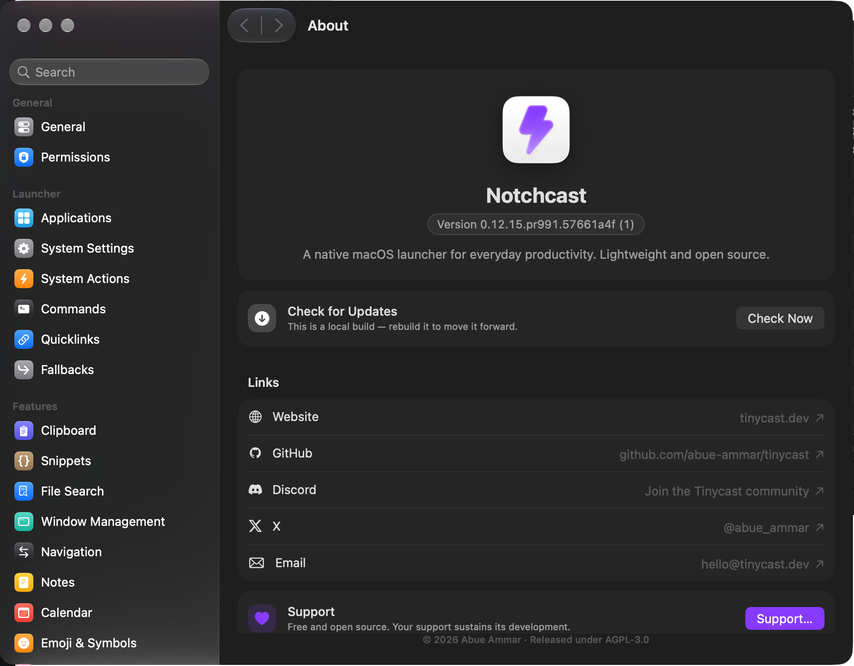 About
Search
General
General
Permissions
Launcher
Applications
System Settings
System Actions
Commands
Quicklinks
Fallbacks
Features
Clipboard
Snippets
File Search
Window Management
Navigation
Notes
Calendar
Emoji & Symbols
Notchcast
Version 0.12.15.pr991.57661a4f (1)
A native macOS launcher for everyday productivity. Lightweight and open source.
Check for Updates
This is a local build — rebuild it to move it forward.
Check Now
Links
Website tinycast.dev ↗
GitHub github.com/abue-ammar/tinycast ↗
Discord Join the Tinycast community ↗
X @abue_ammar ↗
Email hello@tinycast.dev ↗
Support
Free and open source. Your support sustains its development.
Support...
© 2026 Abue Ammar · Released under AGPL-3.0